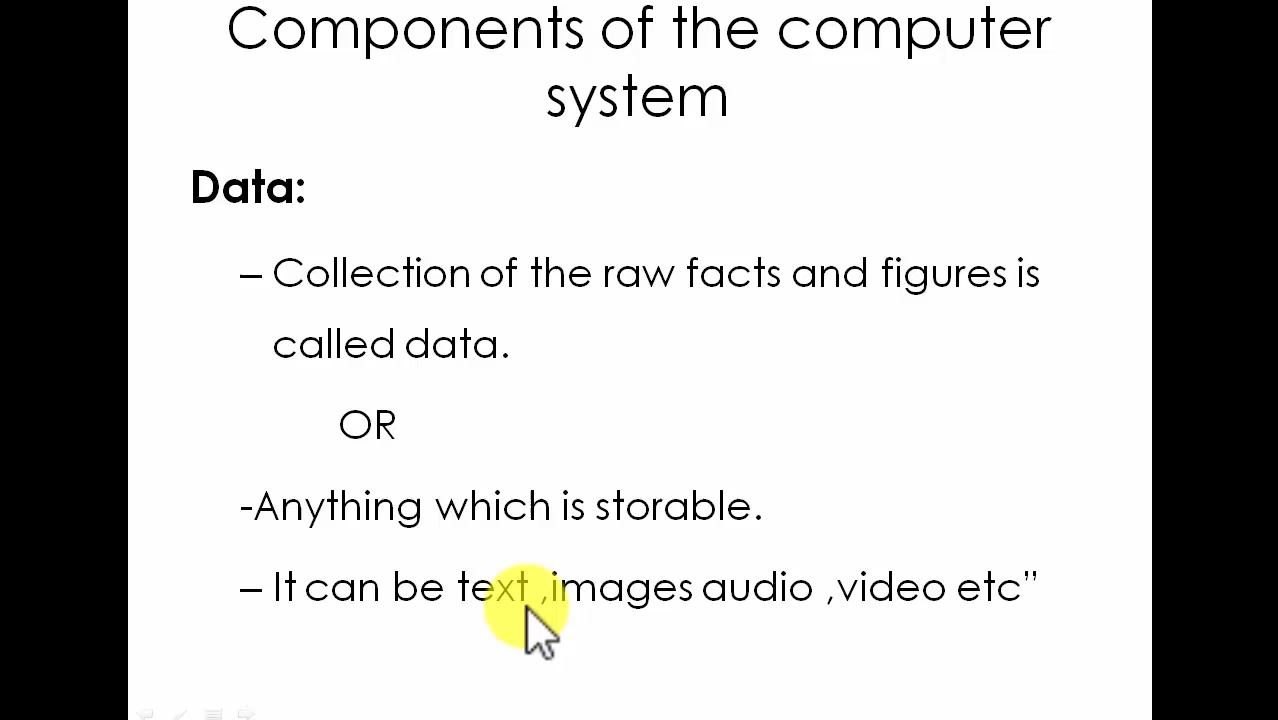 Components of the computer
system
Data:
– Collection of the raw facts and figures is
called data.
OR
-Anything which is storable.
– It can be text ,images audio ,video etc”